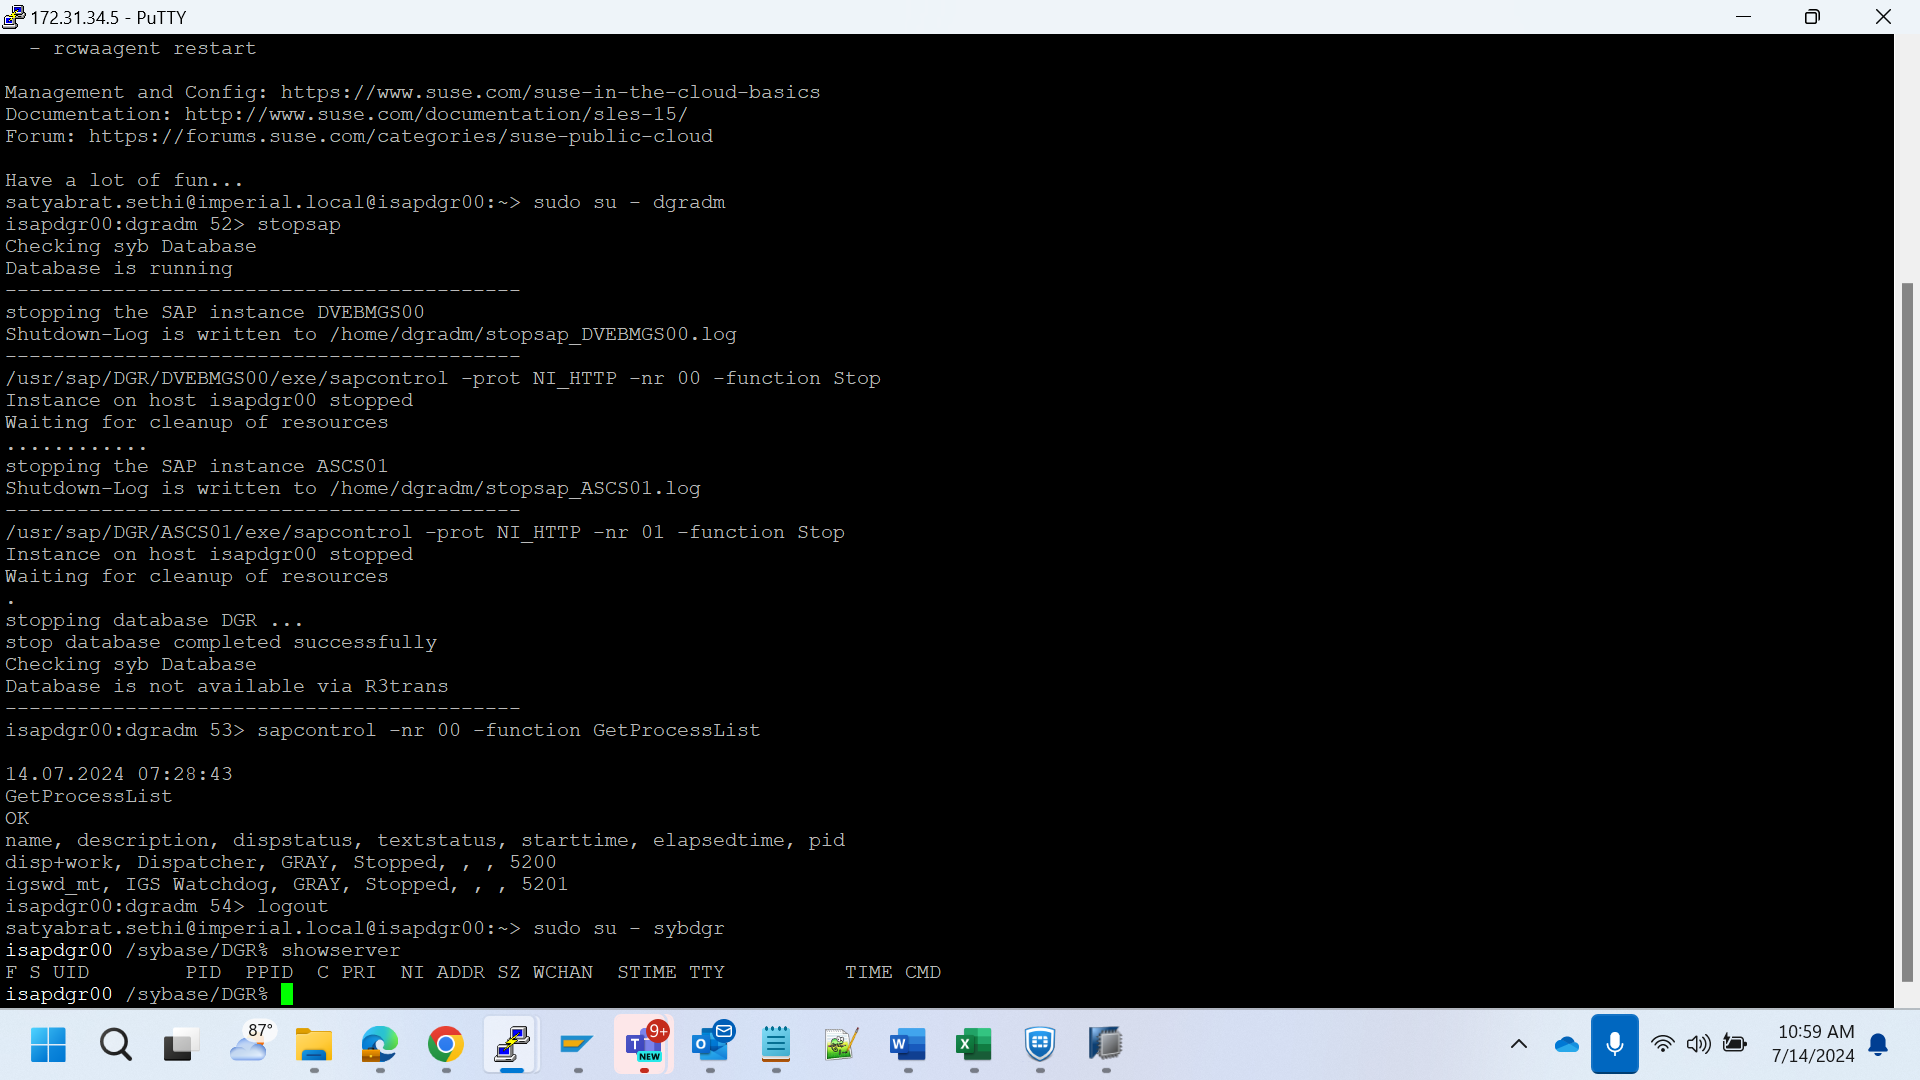 172.31.34.5 - PuTTY
- rcwaagent restart
Management and Config: https://www.suse.com/suse-in-the-cloud-basics
Documentation: http://www.suse.com/documentation/sles-15/
Forum: https://forums.suse.com/categories/suse-public-cloud
Have a lot of fun...
satyabrat.sethi@imperial.local@isapdgr00:~> sudo su - dgradm
isapdgr00:dgradm 52> stopsap
Checking syb Database
Database is running
-------------------------------------------
stopping the SAP instance DVEBMGS00
Shutdown-Log is written to /home/dgradm/stopsap_DVEBMGS00.log
-------------------------------------------
/usr/sap/DGR/DVEBMGS00/exe/sapcontrol -prot NI_HTTP -nr 00 -function Stop
Instance on host isapdgr00 stopped
Waiting for cleanup of resources
............
stopping the SAP instance ASCS01
Shutdown-Log is written to /home/dgradm/stopsap_ASCS01.log
-------------------------------------------
/usr/sap/DGR/ASCS01/exe/sapcontrol -prot NI_HTTP -nr 01 -function Stop
Instance on host isapdgr00 stopped
Waiting for cleanup of resources
.
stopping database DGR ...
stop database completed successfully
Checking syb Database
Database is not available via R3trans
-------------------------------------------
isapdgr00:dgradm 53> sapcontrol -nr 00 -function GetProcessList
14.07.2024 07:28:43
GetProcessList
OK
name, description, dispstatus, textstatus, starttime, elapsedtime, pid
disp+work, Dispatcher, GRAY, Stopped, , , 5200
igswd_mt, IGS Watchdog, GRAY, Stopped, , , 5201
isapdgr00:dgradm 54> logout
satyabrat.sethi@imperial.local@isapdgr00:~> sudo su - sybdgr
isapdgr00 /sybase/DGR% showserver
F S UID        PID  PPID  C PRI  NI ADDR SZ WCHAN  STIME TTY          TIME CMD
isapdgr00 /sybase/DGR%
87°
9+
NEW
10:59 AM
7/14/2024